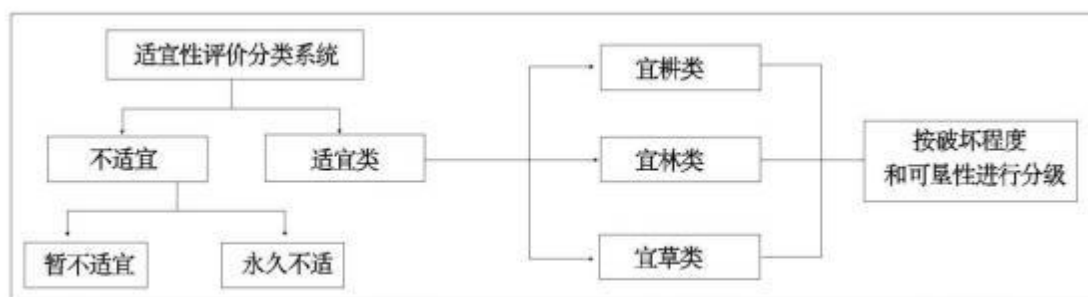 适宜性评价分类系统
宜耕类
不适宜
适宜类
宜林类
按破坏程度
和可垦性进行分级
暂不适宜
永久不适
宜草类